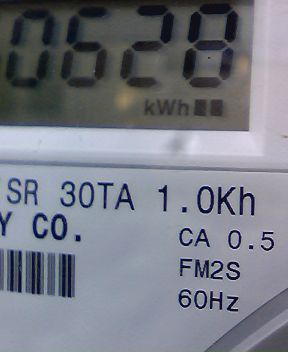 0628
kWh
SR 30TA 1.0Kh
Y CO.
CA 0.5
FM2S
60Hz